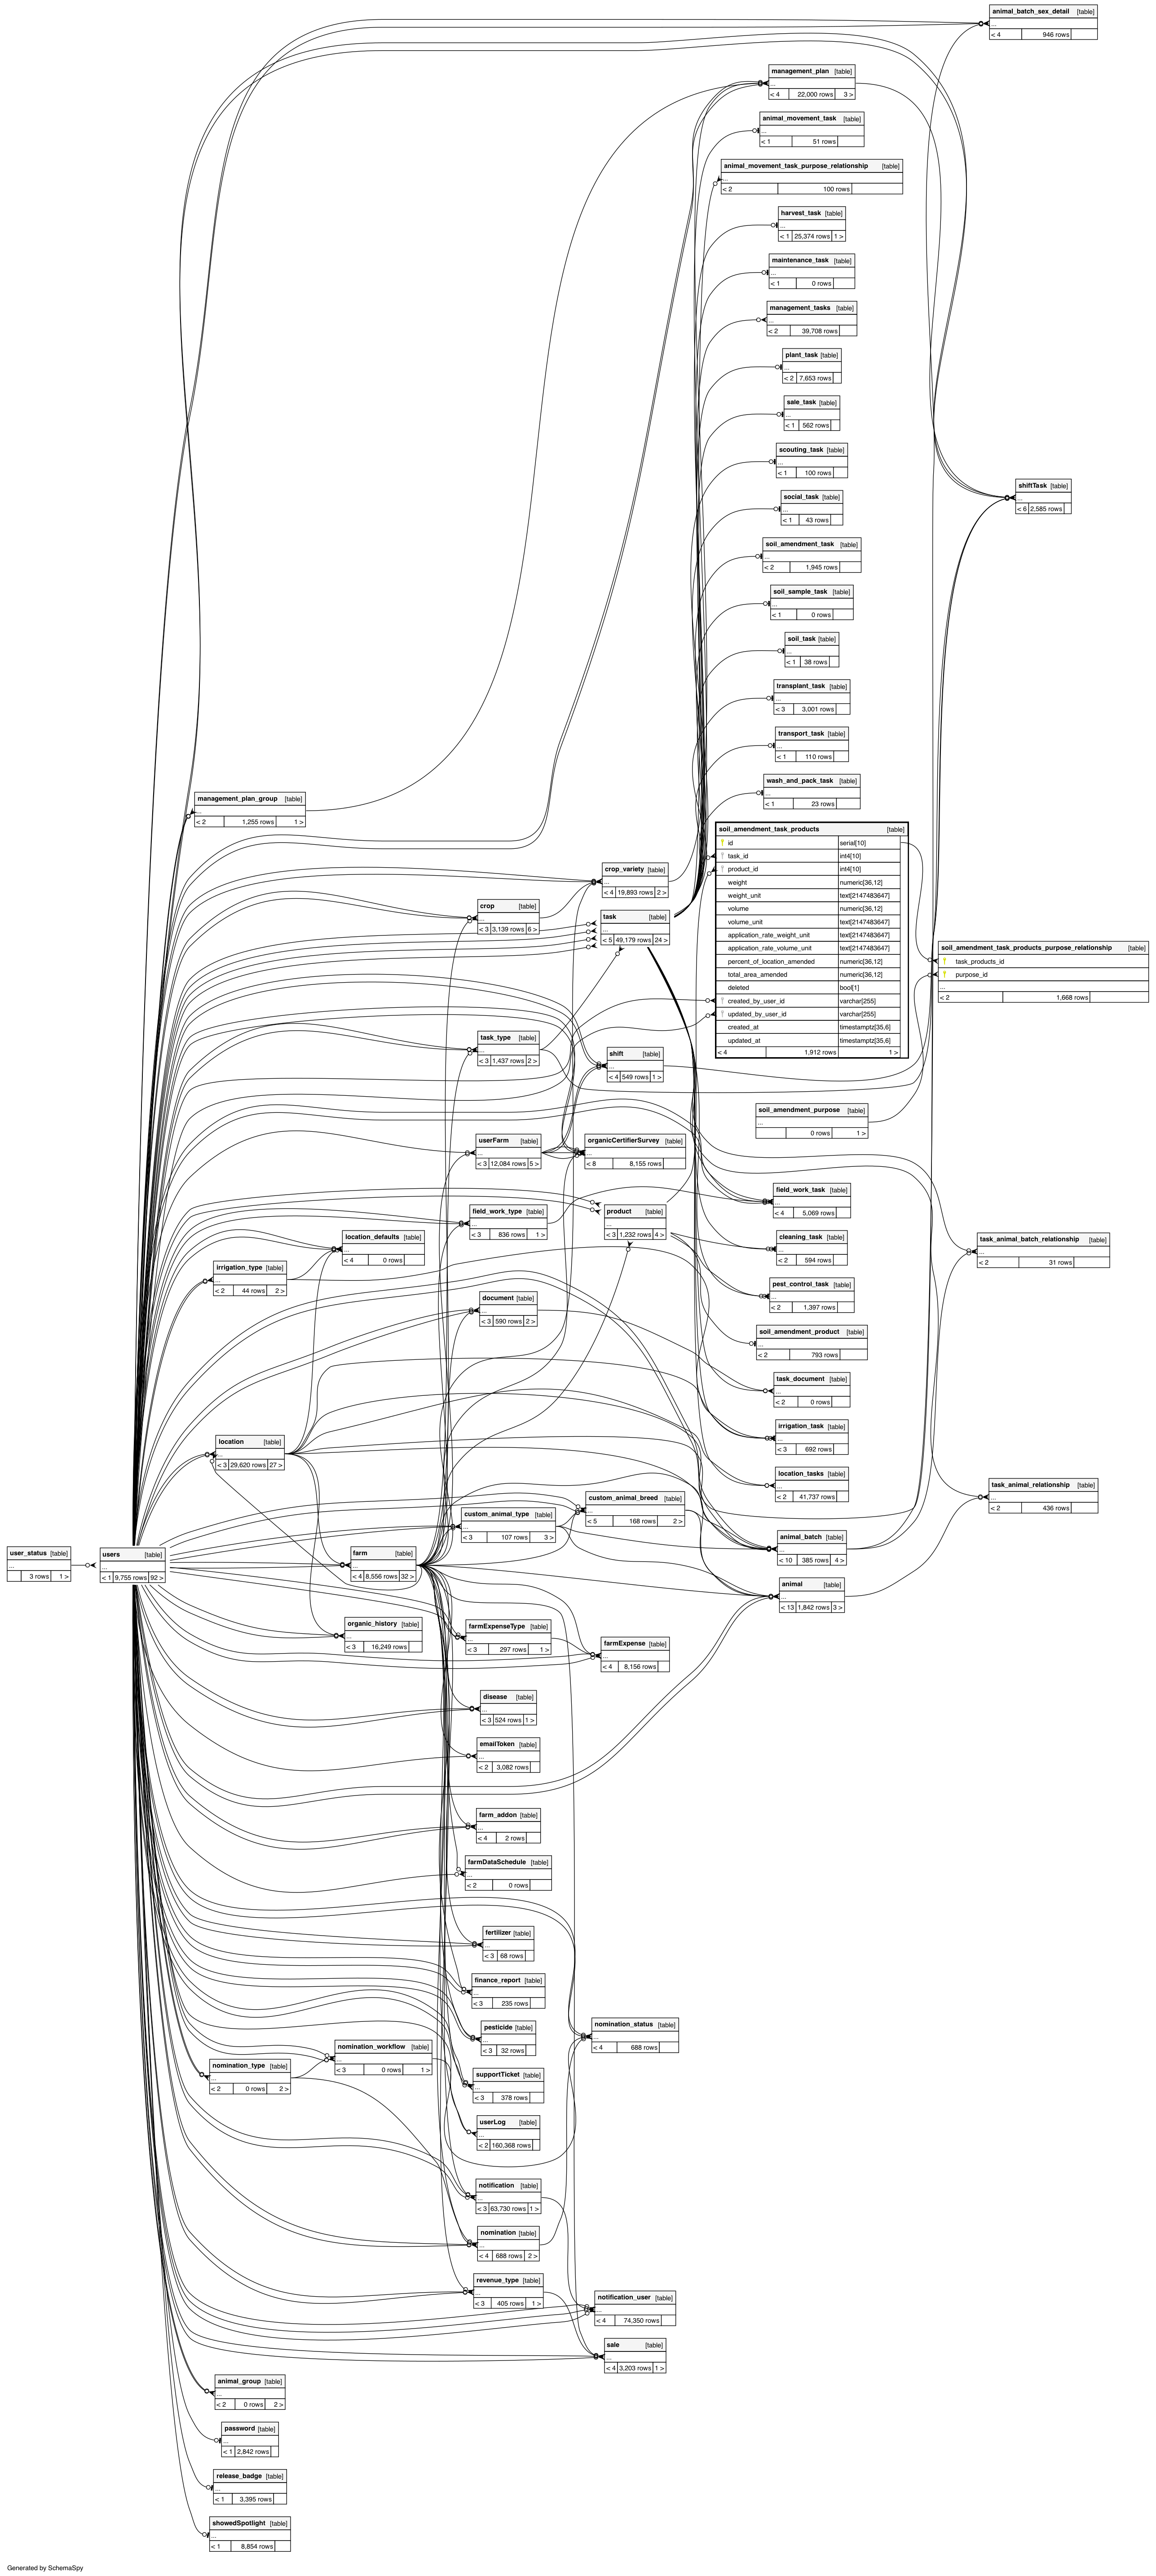 animal_batch_sex_detail [table]
...
< 4 946 rows
management_plan [table]
...
< 4 22,000 rows 3 >
animal_movement_task [table]
...
< 1 51 rows
animal_movement_task_purpose_relationship [table]
...
< 2 100 rows
harvest_task [table]
...
< 1 25,374 rows 1 >
maintenance_task [table]
...
< 1 0 rows
management_tasks [table]
...
< 2 39,708 rows
plant_task [table]
...
< 2 7,653 rows
sale_task [table]
...
< 1 562 rows
scouting_task [table]
...
< 1 100 rows
shiftTask [table]
...
< 6 2,585 rows
social_task [table]
...
< 1 43 rows
soil_amendment_task [table]
...
< 2 1,945 rows
soil_sample_task [table]
...
< 1 0 rows
soil_task [table]
...
< 1 38 rows
transplant_task [table]
...
< 3 3,001 rows
transport_task [table]
...
< 1 110 rows
wash_and_pack_task [table]
...
< 1 23 rows
management_plan_group [table]
...
< 2 1,255 rows 1 >
soil_amendment_task_products [table]
id serial[10]
task_id int4[10]
product_id int4[10]
weight numeric[36,12]
weight_unit text[2147483647]
volume numeric[36,12]
volume_unit text[2147483647]
application_rate_weight_unit text[2147483647]
application_rate_volume_unit text[2147483647]
percent_of_location_amended numeric[36,12]
total_area_amended numeric[36,12]
deleted bool[1]
created_by_user_id varchar[255]
updated_by_user_id varchar[255]
created_at timestamptz[35,6]
updated_at timestamptz[35,6]
< 4 1,912 rows 1 >
crop_variety [table]
...
< 4 19,893 rows 2 >
crop [table]
...
< 3 3,139 rows 6 >
task [table]
...
< 5 49,179 rows 24 >
soil_amendment_task_products_purpose_relationship [table]
task_products_id
purpose_id
...
< 2 1,668 rows
task_type [table]
...
< 3 1,437 rows 2 >
shift [table]
...
< 4 549 rows 1 >
soil_amendment_purpose [table]
...
0 rows 1 >
userFarm [table]
...
< 3 12,084 rows 5 >
organicCertifierSurvey [table]
...
< 8 8,155 rows
field_work_task [table]
...
< 4 5,069 rows
field_work_type [table]
...
< 3 836 rows 1 >
product [table]
...
< 3 1,232 rows 4 >
location_defaults [table]
...
< 4 0 rows
cleaning_task [table]
...
< 2 594 rows
task_animal_batch_relationship [table]
...
< 2 31 rows
irrigation_type [table]
...
< 2 44 rows 2 >
pest_control_task [table]
...
< 2 1,397 rows
document [table]
...
< 3 590 rows 2 >
soil_amendment_product [table]
...
< 2 793 rows
task_document [table]
...
< 2 0 rows
irrigation_task [table]
...
< 3 692 rows
location [table]
...
< 3 29,620 rows 27 >
location_tasks [table]
...
< 2 41,737 rows
task_animal_relationship [table]
...
< 2 436 rows
custom_animal_breed [table]
...
< 5 168 rows 2 >
custom_animal_type [table]
...
< 3 107 rows 3 >
animal_batch [table]
...
< 10 385 rows 4 >
user_status [table]
...
3 rows 1 >
users [table]
...
< 1 9,755 rows 92 >
farm [table]
...
< 4 8,556 rows 32 >
animal [table]
...
< 13 1,842 rows 3 >
organic_history [table]
...
< 3 16,249 rows
farmExpenseType [table]
...
< 3 297 rows 1 >
farmExpense [table]
...
< 4 8,156 rows
disease [table]
...
< 3 524 rows 1 >
emailToken [table]
...
< 2 3,082 rows
farm_addon [table]
...
< 4 2 rows
farmDataSchedule [table]
...
< 2 0 rows
fertilizer [table]
...
< 3 68 rows
finance_report [table]
...
< 3 235 rows
pesticide [table]
...
< 3 32 rows
nomination_status [table]
...
< 4 688 rows
nomination_workflow [table]
...
< 3 0 rows 1 >
nomination_type [table]
...
< 2 0 rows 2 >
supportTicket [table]
...
< 3 378 rows
userLog [table]
...
< 2 160,368 rows
notification [table]
...
< 3 63,730 rows 1 >
nomination [table]
...
< 4 688 rows 2 >
revenue_type [table]
...
< 3 405 rows 1 >
notification_user [table]
...
< 4 74,350 rows
sale [table]
...
< 4 3,203 rows 1 >
animal_group [table]
...
< 2 0 rows 2 >
password [table]
...
< 1 2,842 rows
release_badge [table]
...
< 1 3,395 rows
showedSpotlight [table]
...
< 1 8,854 rows
Generated by SchemaSpy